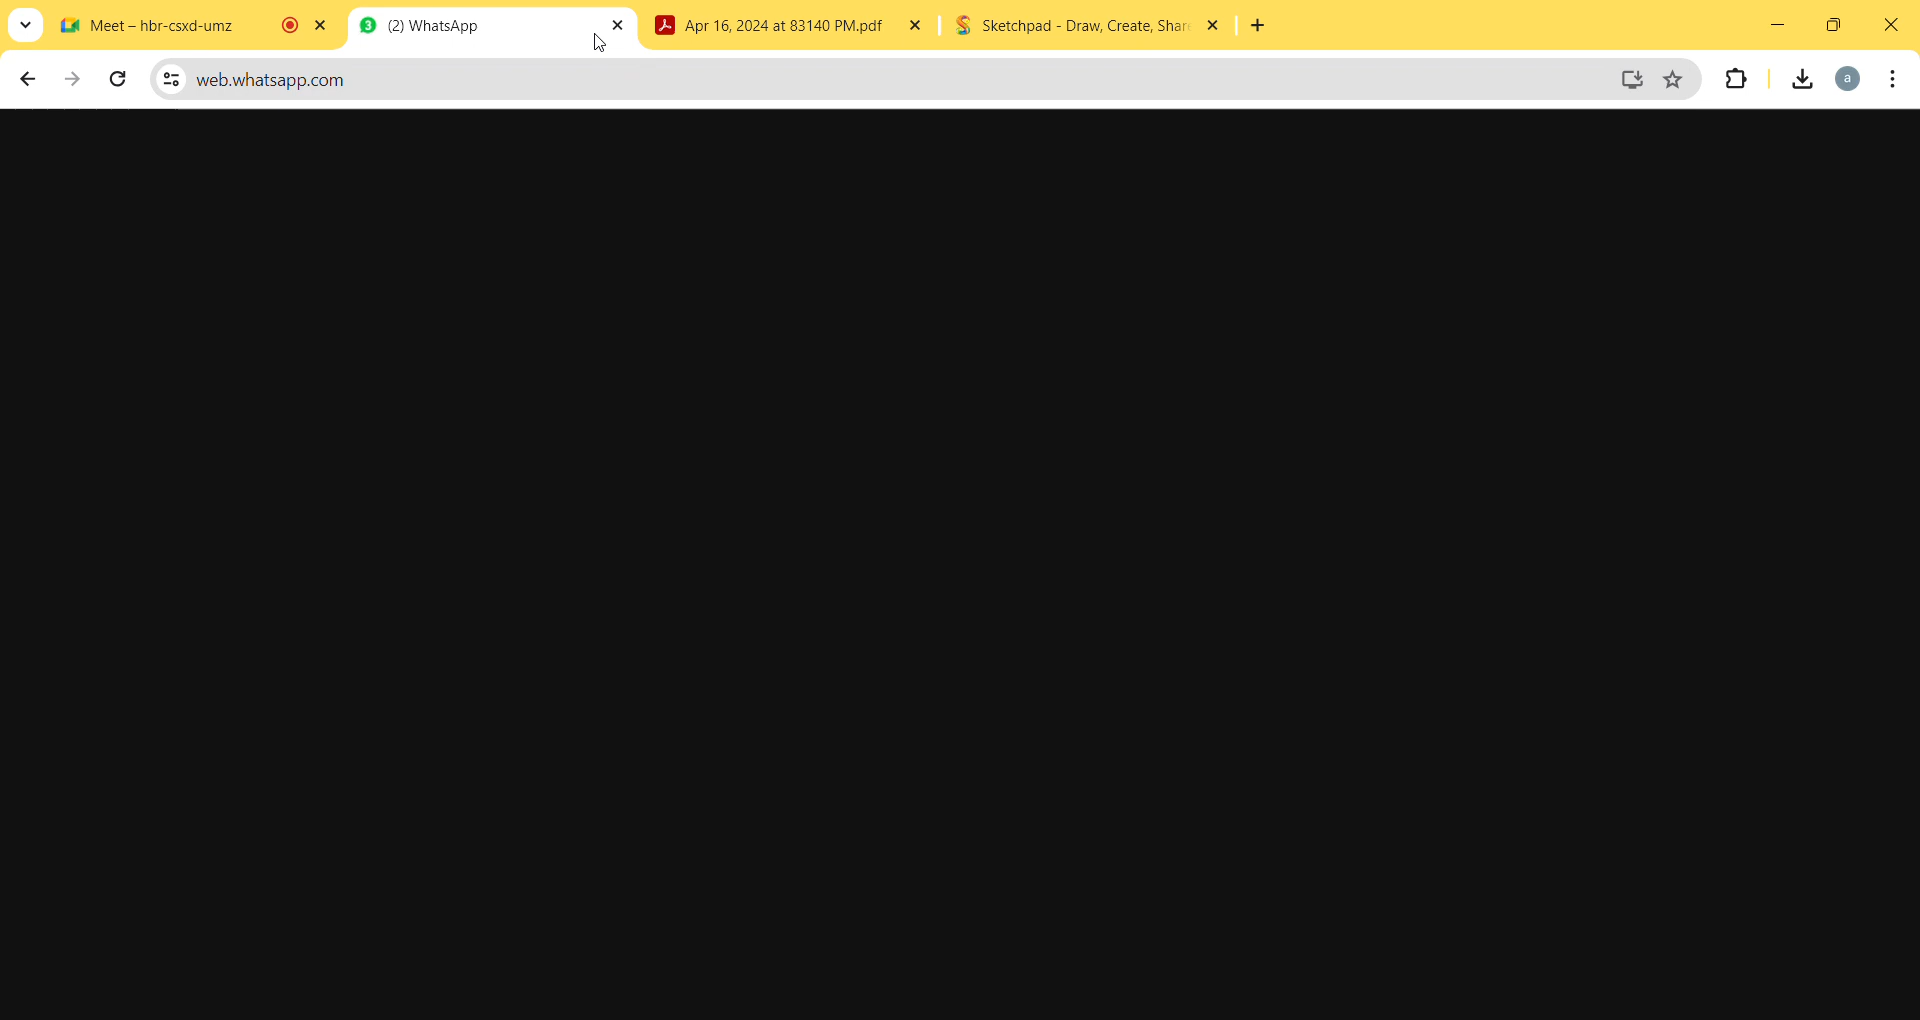 Meet – hbr-csxd-umz
3 (2) WhatsApp
Apr 16, 2024 at 83140 PM.pdf
Sketchpad - Draw, Create, Shar
web.whatsapp.com
a